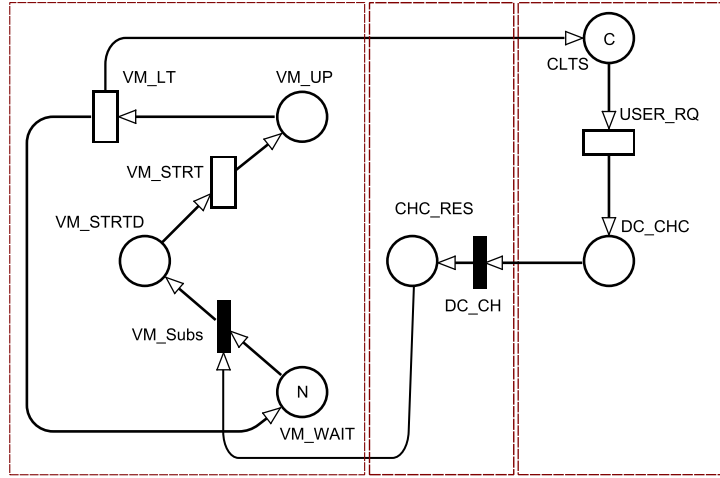 C
CLTS
VM_LT
VM_UP
USER_RQ
VM_STRT
VM_STRTD
CHC_RES
DC_CHC
DC_CH
VM_Subs
N
VM_WAIT